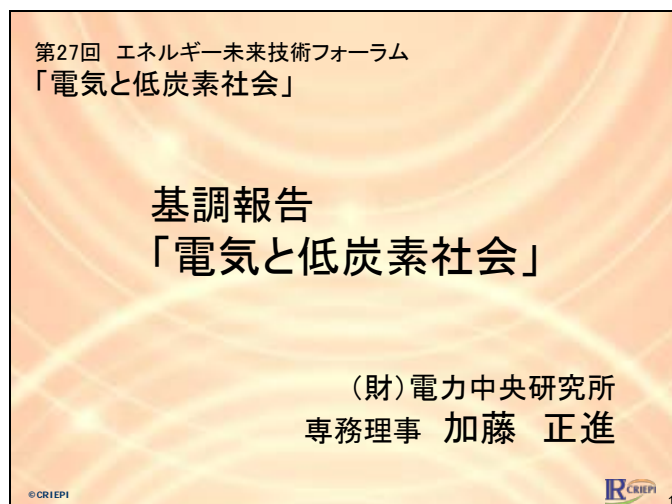 第27回 エネルギー未来技術フォーラム
「電気と低炭素社会」
基調報告
「電気と低炭素社会」
(財)電力中央研究所
専務理事 加藤 正進
©CRIEPI
CRIEPI